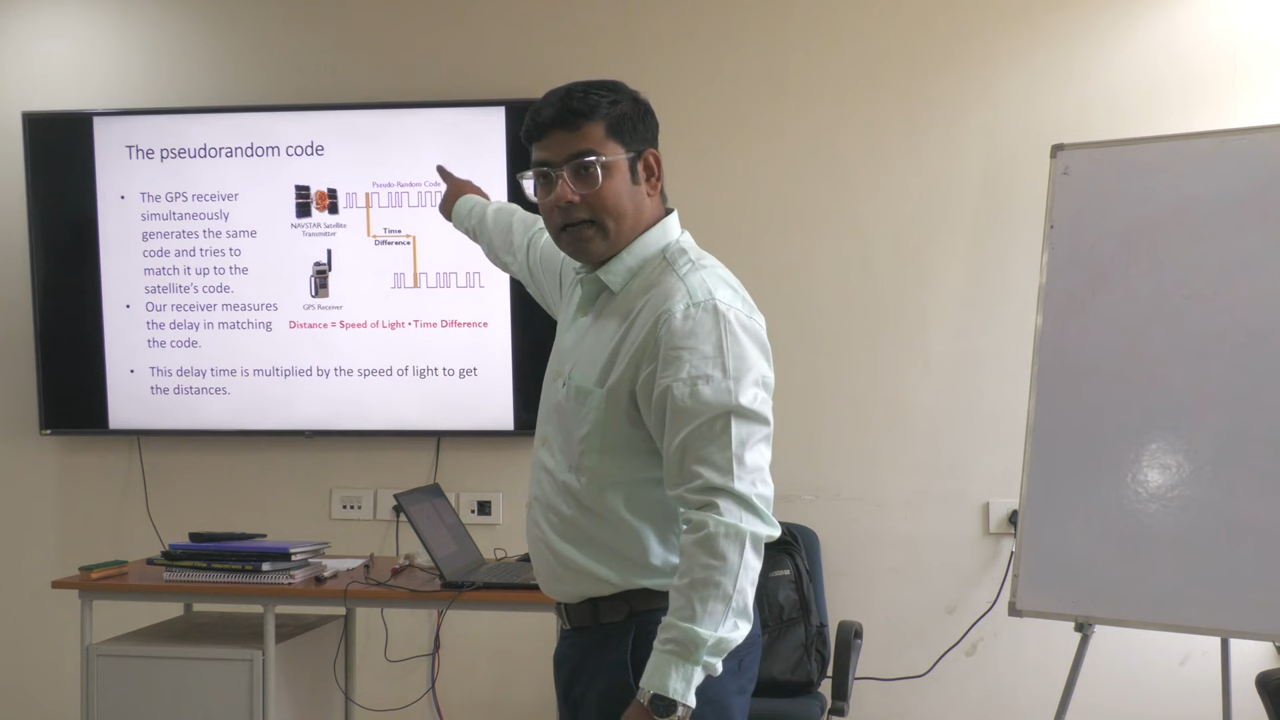 The pseudorandom code
• The GPS receiver
simultaneously
generates the same
code and tries to
match it up to the
satellite's code.
• Our receiver measures
the delay in matching
the code.
• This delay time is multiplied by the speed of light to get
the distances.
Pseudo-Random Code
NAVSTAR Satellite
Transmitter
Time
Difference
GPS Receiver
Distance = Speed of Light • Time Difference